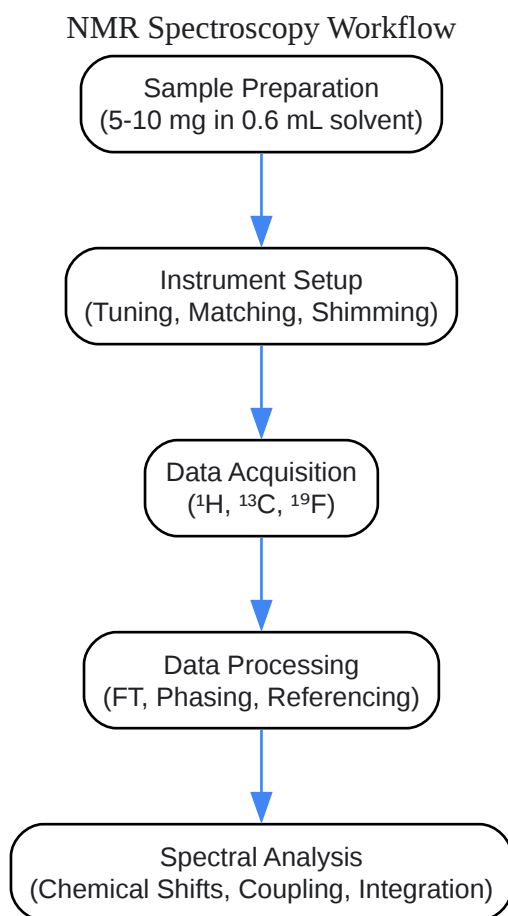 NMR Spectroscopy Workflow
Sample Preparation
(5-10 mg in 0.6 mL solvent)
Instrument Setup
(Tuning, Matching, Shimming)
Data Acquisition
(¹H, ¹³C, ¹⁹F)
Data Processing
(FT, Phasing, Referencing)
Spectral Analysis
(Chemical Shifts, Coupling, Integration)